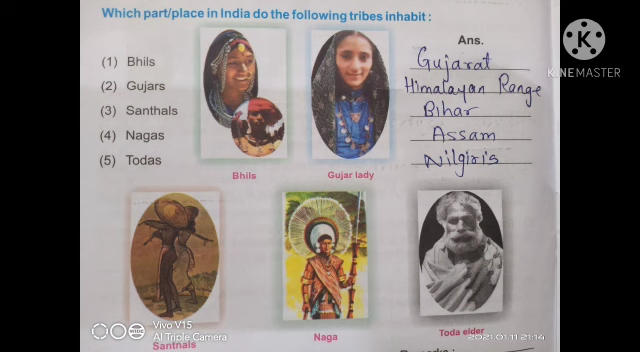 Which part/place in India do the following tribes inhabit :
Ans.
(1) Bhils Gujarat
(2) Gujars Himalayan Range
(3) Santhals Bihar
(4) Nagas Assam
(5) Todas Nilgiris
KINEMASTER
Bhils
Gujar lady
Santhals
Naga
Toda elder
Vivo V15
AI Triple Camera
2021.01.11 21:14